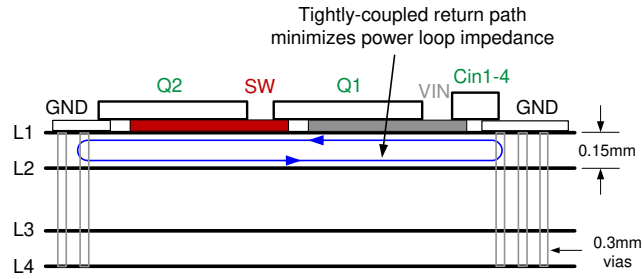 Tightly-coupled return path
minimizes power loop impedance
Q2
SW
Q1
VIN
Cin1-4
GND
GND
L1
0.15mm
L2
L3
0.3mm
vias
L4